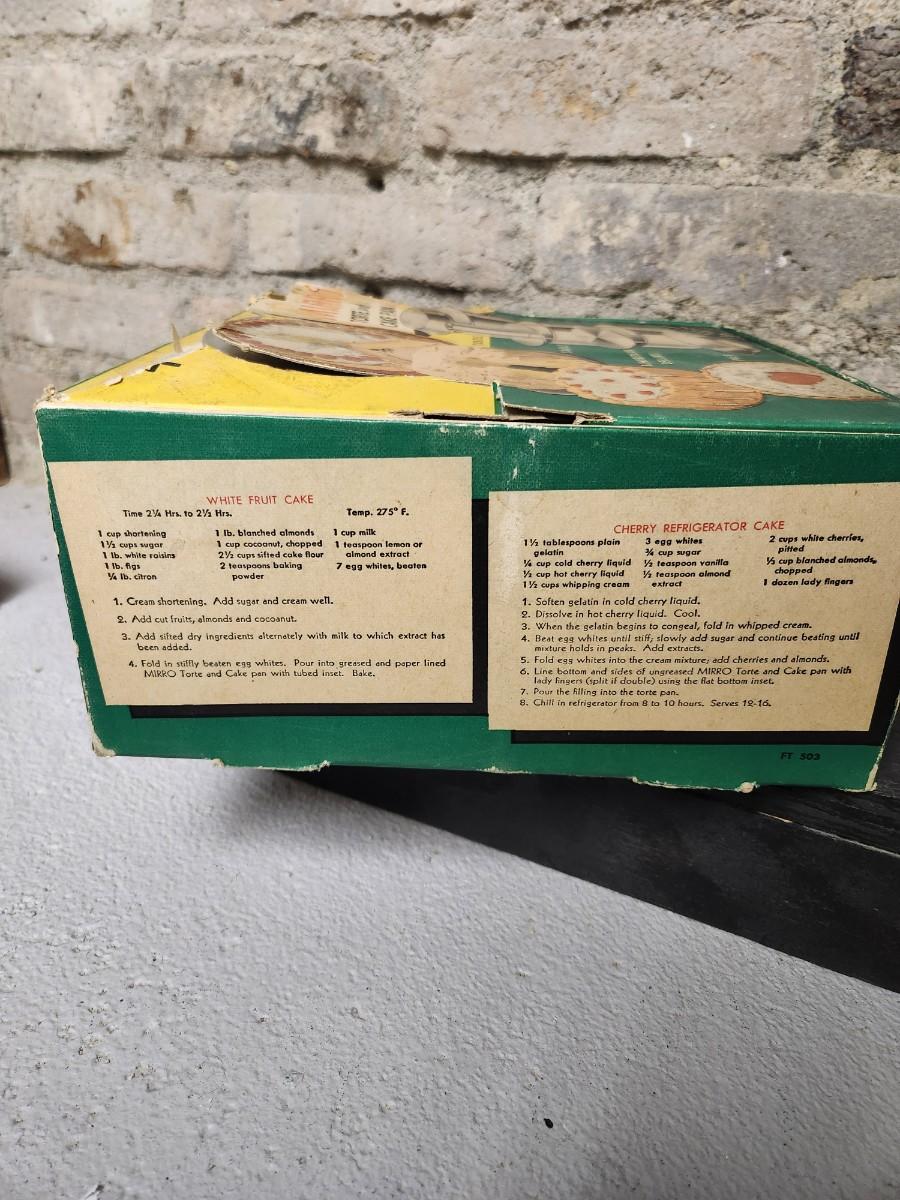 CAKE PAN
WHITE FRUIT CAKE
Time 2¼ Hrs. to 2½ Hrs. Temp. 275° F.
1 cup shortening
1½ cups sugar
1 lb. white raisins
1 lb. figs
¼ lb. citron
1 lb. blanched almonds
1 cup cocoanut, chopped
2½ cups sifted cake flour
2 teaspoons baking
powder
1 cup milk
1 teaspoon lemon or
almond extract
7 egg whites, beaten
1. Cream shortening. Add sugar and cream well.
2. Add cut fruits, almonds and cocoanut.
3. Add sifted dry ingredients alternately with milk to which extract has
been added.
4. Fold in stiffly beaten egg whites. Pour into greased and paper lined
MIRRO Torte and Cake pan with tubed inset. Bake.
CHERRY REFRIGERATOR CAKE
1½ tablespoons plain
gelatin
¼ cup cold cherry liquid
½ cup hot cherry liquid
1½ cups whipping cream
3 egg whites
¾ cup sugar
½ teaspoon vanilla
½ teaspoon almond
extract
2 cups white cherries,
pitted
⅓ cup blanched almonds,
chopped
1 dozen lady fingers
1. Soften gelatin in cold cherry liquid.
2. Dissolve in hot cherry liquid. Cool.
3. When the gelatin begins to congeal, fold in whipped cream.
4. Beat egg whites until stiff; slowly add sugar and continue beating until
mixture holds in peaks. Add extracts.
5. Fold egg whites into the cream mixture; add cherries and almonds.
6. Line bottom and sides of ungreased MIRRO Torte and Cake pan with
lady fingers (split if double) using the flat bottom inset.
7. Pour the filling into the torte pan.
8. Chill in refrigerator from 8 to 10 hours. Serves 12-16.
FT 503